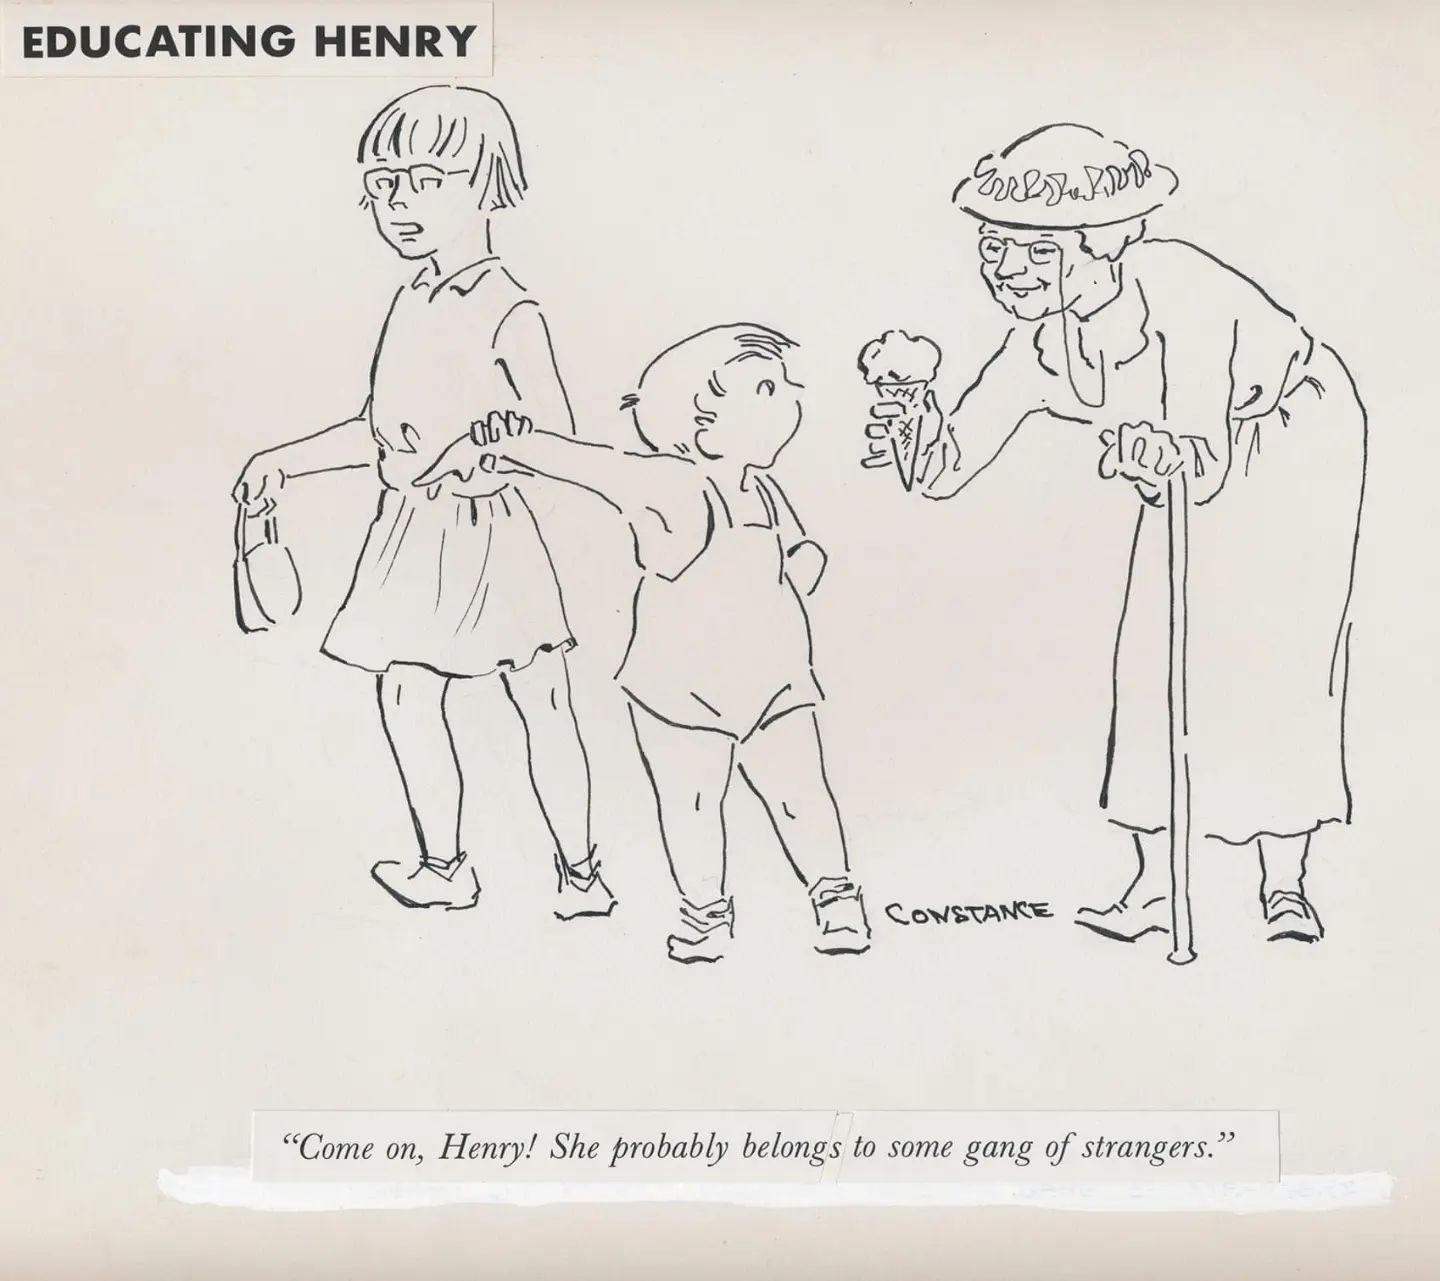 EDUCATING HENRY
CONSTANCE
“Come on, Henry! She probably belongs to some gang of strangers.”